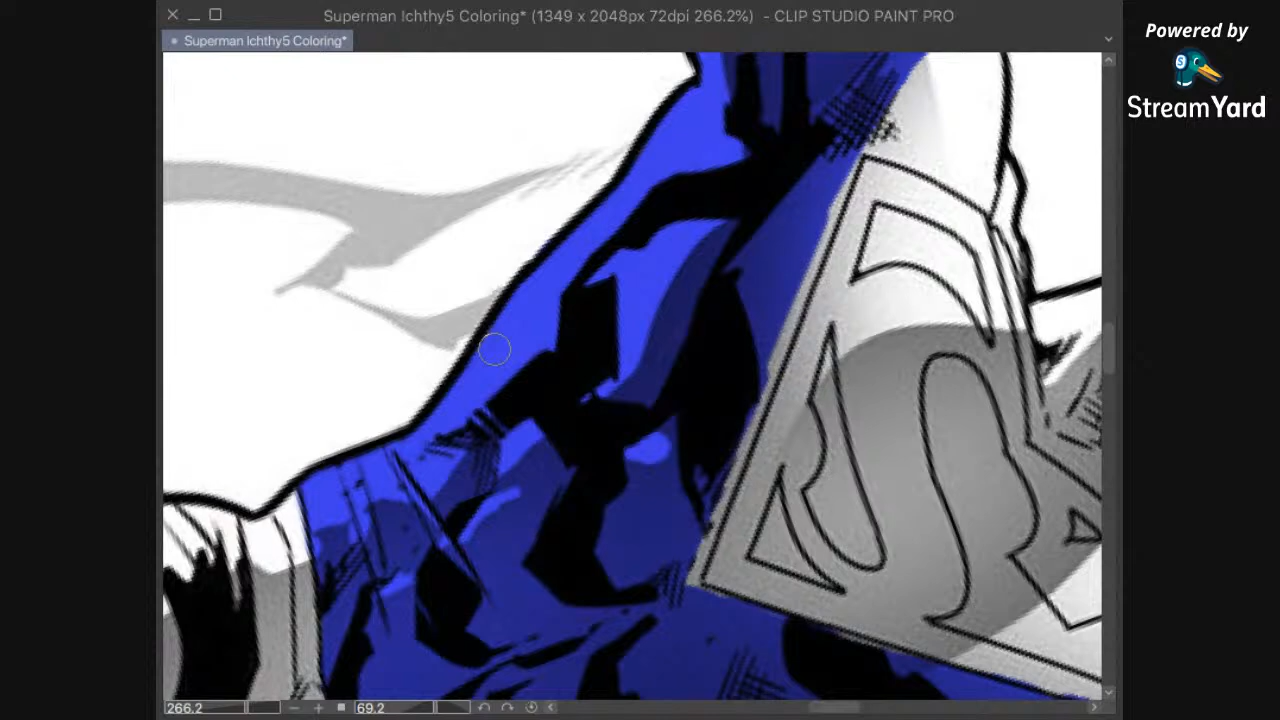 Superman Ichthy5 Coloring* (1349 x 2048px 72dpi 266.2%) - CLIP STUDIO PAINT PRO
Superman Ichthy5 Coloring*
Powered by
StreamYard
S
266.2
69.2